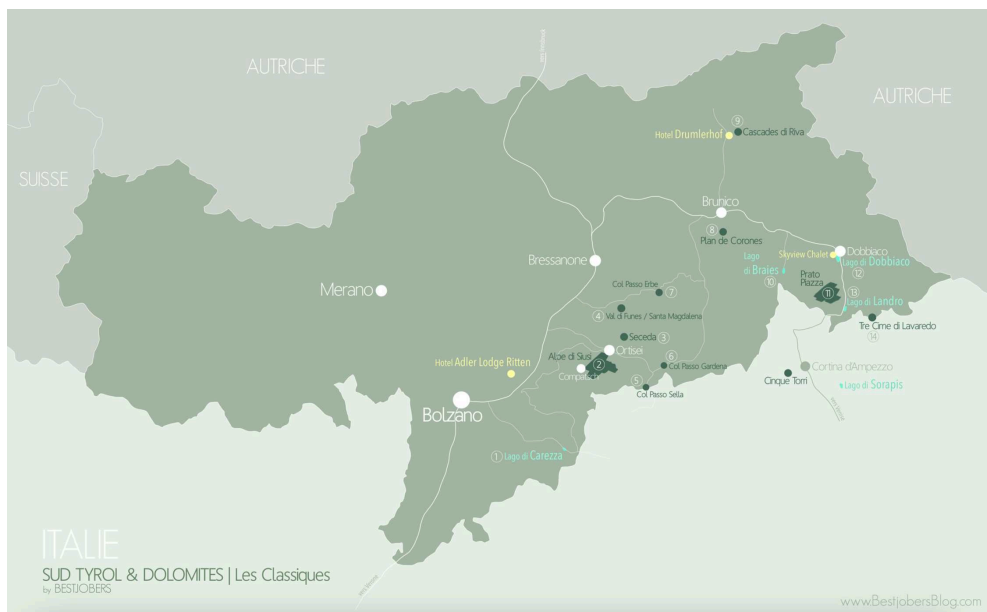 AUTRICHE
AUTRICHE
SUISSE
9
Cascades di Riva
Hotel Drumlerhof
Brunico
8
Plan de Corones
Bressanone
Dobbiaco
Skyview Chalet
Lago di Dobbiaco
Lago
di Braies
10
12
Prato
Piazza
11
13
Lago di Landro
Merano
Col Passo Erbe
7
4
Val di Funes / Santa Magdalena
Tre Cime di Lavaredo
14
Seceda
3
Ortisei
Alpe di Siusi
2
6
Col Passo Gardena
Hotel Adler Lodge Ritten
5
Col Passo Sella
Cortina d'Ampezzo
Cinque Torri
Lago di Sorapis
Bolzano
1
Lago di Carezza
ITALIE
SUD TYROL & DOLOMITES | Les Classiques
by BESTJOBERS
www.BestjobersBlog.com